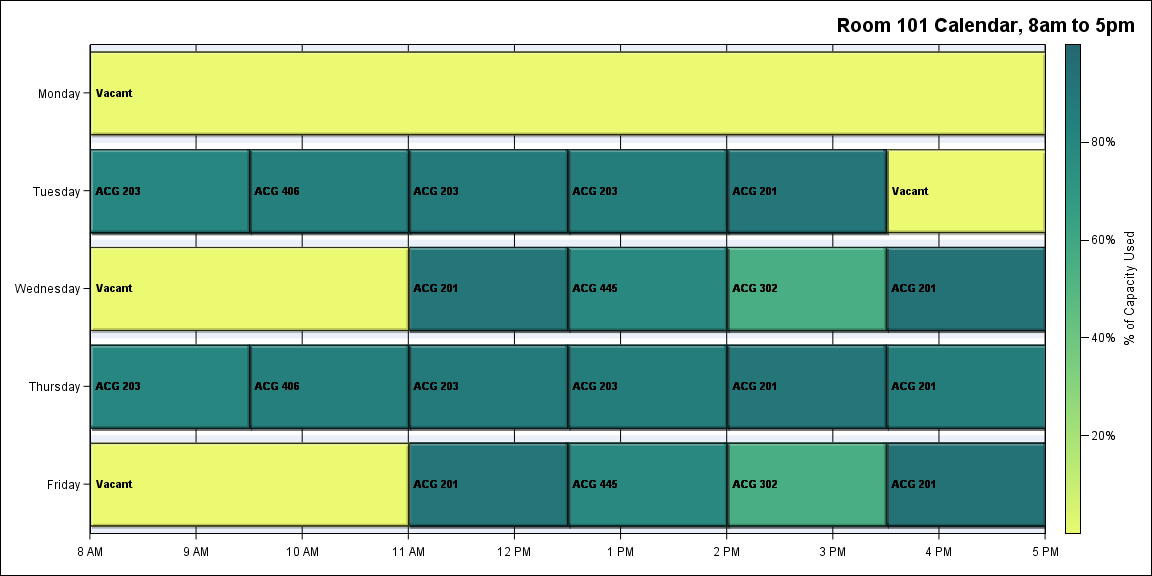 Room 101 Calendar, 8am to 5pm
Monday
Vacant
Tuesday
ACG 203
ACG 406
ACG 203
ACG 203
ACG 201
Vacant
Wednesday
Vacant
ACG 201
ACG 445
ACG 302
ACG 201
Thursday
ACG 203
ACG 406
ACG 203
ACG 203
ACG 201
ACG 201
Friday
Vacant
ACG 201
ACG 445
ACG 302
ACG 201
8 AM
9 AM
10 AM
11 AM
12 PM
1 PM
2 PM
3 PM
4 PM
5 PM
80%
60%
40%
20%
% of Capacity Used